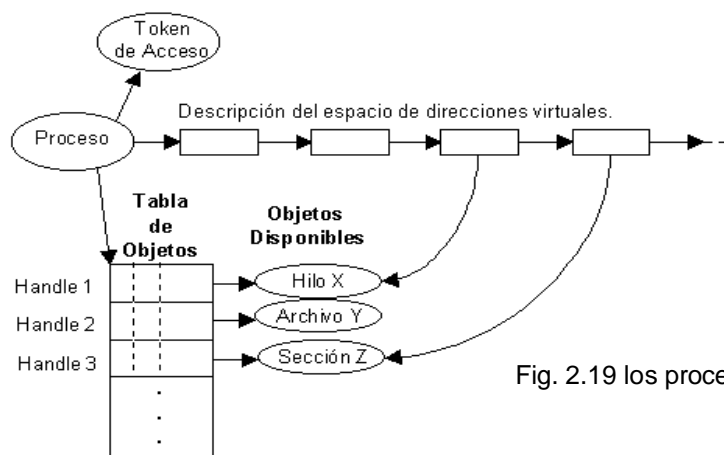 Token
de Acceso
Descripción del espacio de direcciones virtuales.
Proceso
Tabla
de
Objetos
Objetos
Disponibles
Handle 1
Hilo X
Handle 2
Archivo Y
Handle 3
Sección Z
Fig. 2.19 los proce